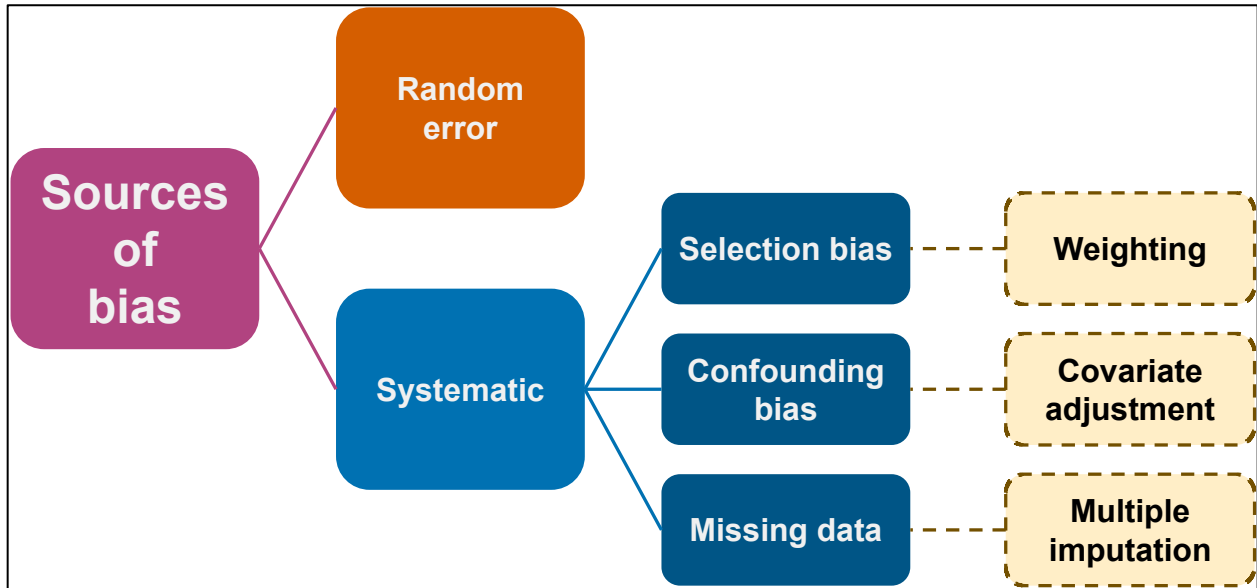 Sources
of
bias
Random
error
Systematic
Selection bias
Confounding
bias
Missing data
Weighting
Covariate
adjustment
Multiple
imputation